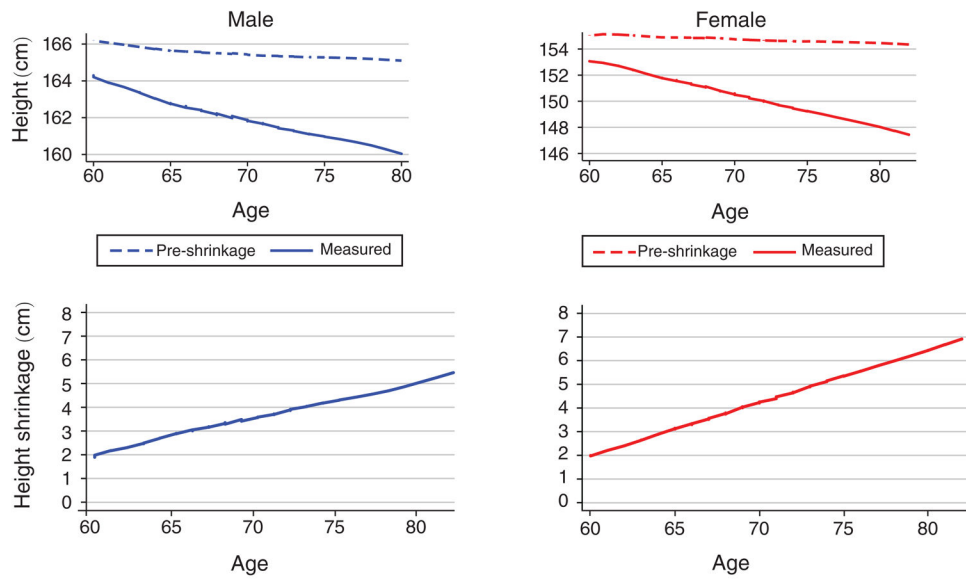 Male
Height (cm)
166
164
162
160
60 65 70 75 80
Age
Pre-shrinkage Measured
Female
154
152
150
148
146
60 65 70 75 80
Age
Pre-shrinkage Measured
Height shrinkage (cm)
8
7
6
5
4
3
2
1
0
60 65 70 75 80
Age
8
7
6
5
4
3
2
1
0
60 65 70 75 80
Age